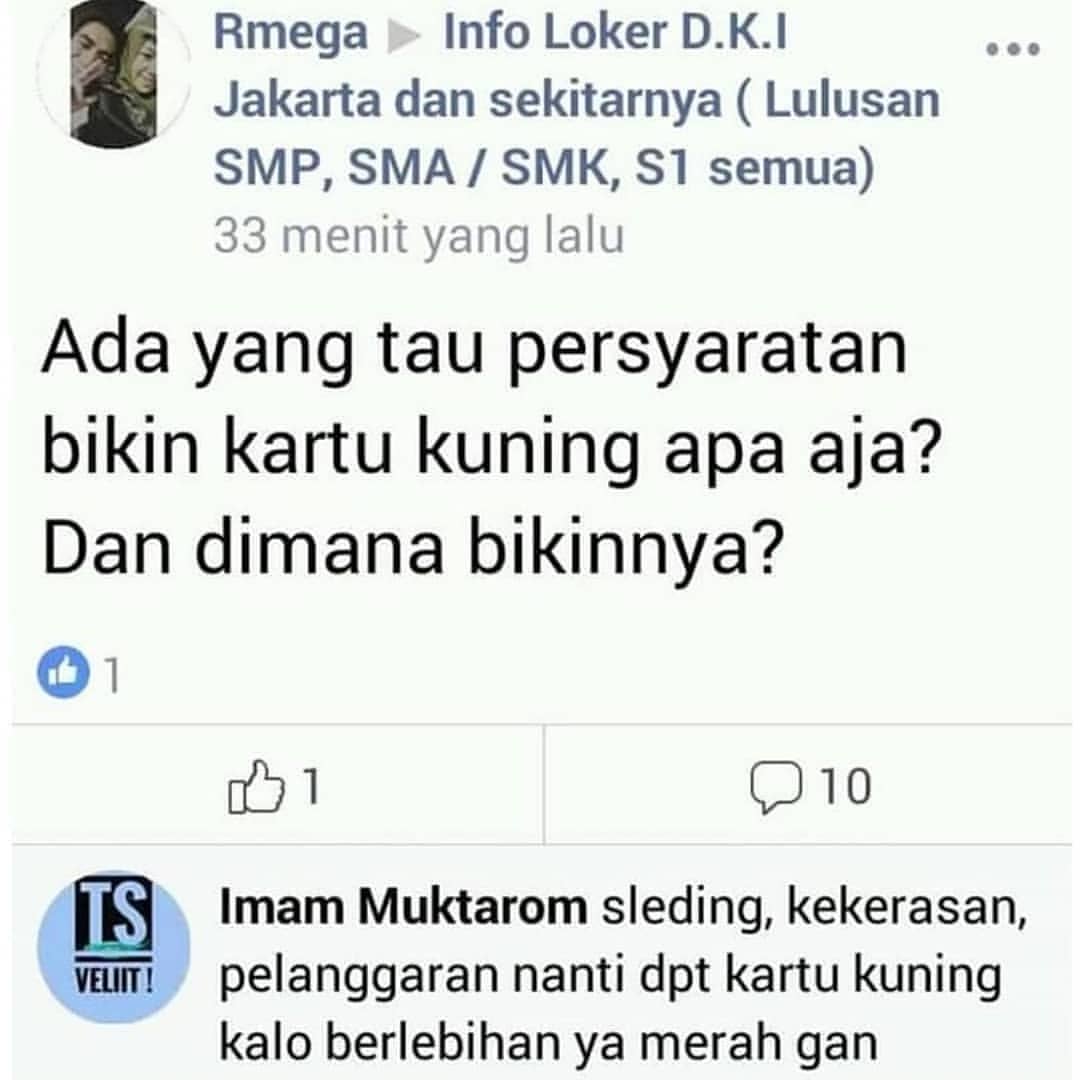 Rmega ▶ Info Loker D.K.I
Jakarta dan sekitarnya ( Lulusan
SMP, SMA / SMK, S1 semua)
33 menit yang lalu
Ada yang tau persyaratan
bikin kartu kuning apa aja?
Dan dimana bikinnya?
1
1
10
TS
VELIIT !
Imam Muktarom sleding, kekerasan,
pelanggaran nanti dpt kartu kuning
kalo berlebihan ya merah gan